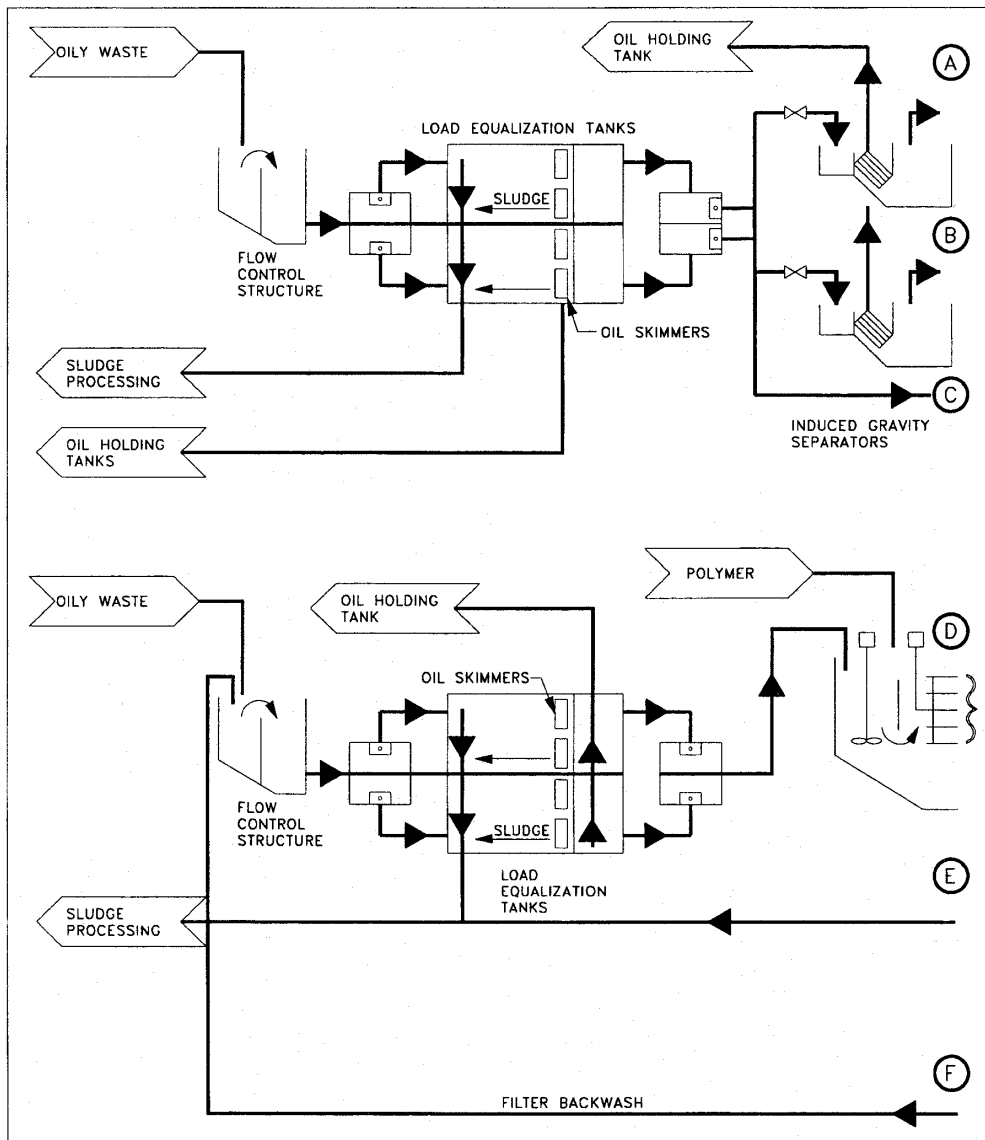 OILY WASTE
OIL HOLDING
TANK
A
LOAD EQUALIZATION TANKS
SLUDGE
B
FLOW
CONTROL
STRUCTURE
OIL SKIMMERS
SLUDGE
PROCESSING
C
INDUCED GRAVITY
SEPARATORS
OIL HOLDING
TANKS
OILY WASTE
OIL HOLDING
TANK
POLYMER
D
OIL SKIMMERS
FLOW
CONTROL
STRUCTURE
SLUDGE
LOAD
EQUALIZATION
TANKS
E
SLUDGE
PROCESSING
F
FILTER BACKWASH